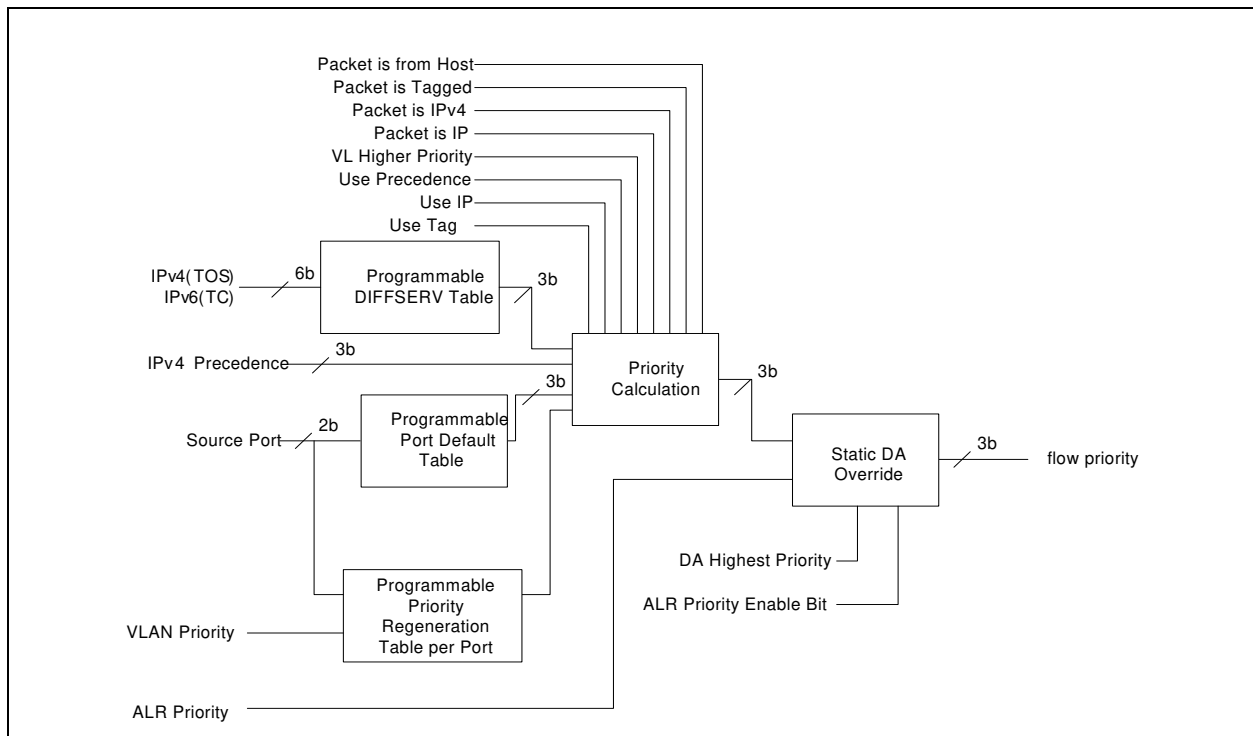 Packet is from Host
Packet is Tagged
Packet is IPv4
Packet is IP
VL Higher Priority
Use Precedence
Use IP
Use Tag
IPv4(TOS)
IPv6(TC)
6b
Programmable
DIFFSERV Table
3b
IPv4 Precedence
3b
Priority
Calculation
3b
3b
Source Port
2b
Programmable
Port Default
Table
Static DA
Override
3b
flow priority
DA Highest Priority
ALR Priority Enable Bit
Programmable
Priority
Regeneration
Table per Port
VLAN Priority
ALR Priority